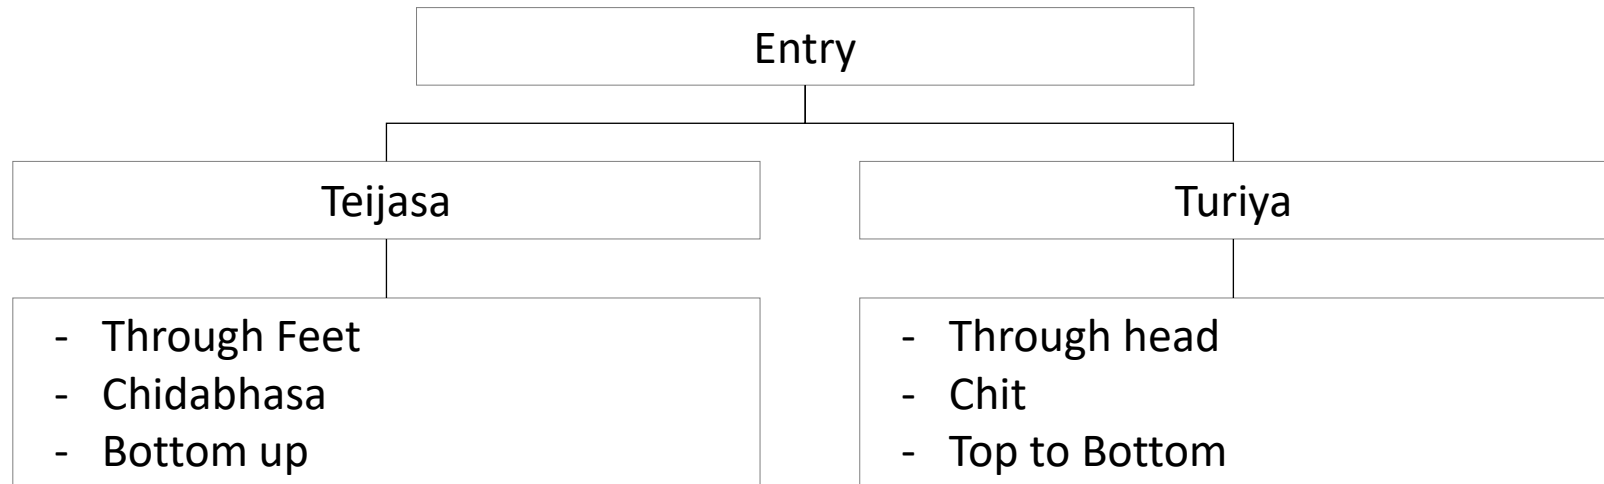 Entry
Teijasa
Turiya
- Through Feet
- Chidabhasa
- Bottom up
- Through head
- Chit
- Top to Bottom